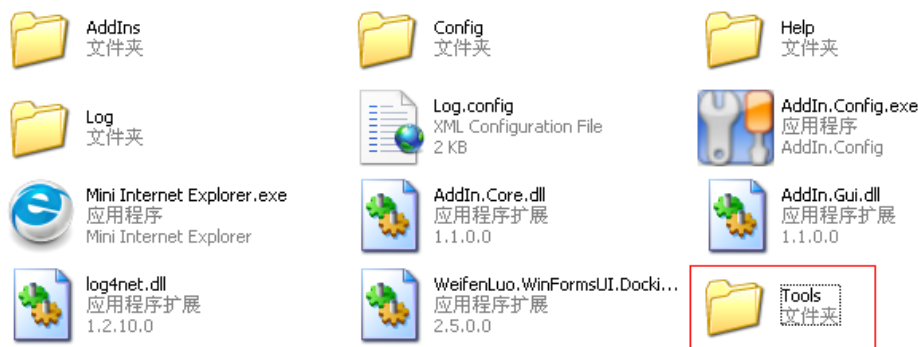 AddIns
文件夹
Config
文件夹
Help
文件夹
Log
文件夹
Log.config
XML Configuration File
2 KB
AddIn.Config.exe
应用程序
AddIn.Config
Mini Internet Explorer.exe
应用程序
Mini Internet Explorer
AddIn.Core.dll
应用程序扩展
1.1.0.0
AddIn.Gui.dll
应用程序扩展
1.1.0.0
log4net.dll
应用程序扩展
1.2.10.0
WeifenLuo.WinFormsUI.Docki...
应用程序扩展
2.5.0.0
Tools
文件夹